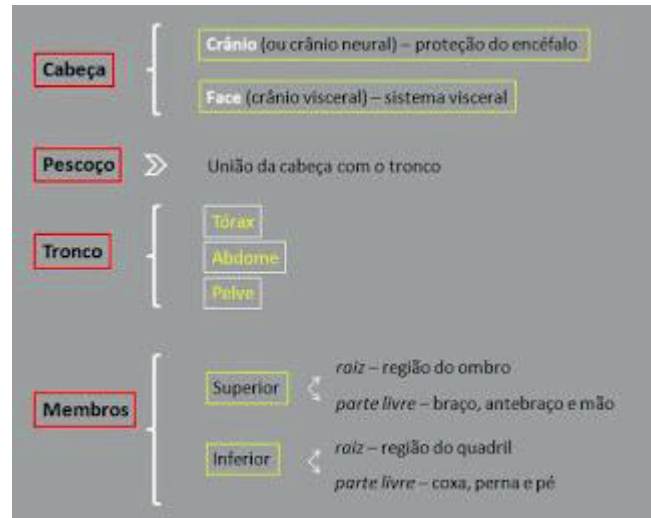 Cabeça
Crânio (ou crânio neural) – proteção do encéfalo
Face (crânio visceral) – sistema visceral
Pescoço
União da cabeça com o tronco
Tronco
Tórax
Abdome
Pelve
Membros
Superior
raiz – região do ombro
parte livre – braço, antebraço e mão
Inferior
raiz – região do quadril
parte livre – coxa, perna e pé